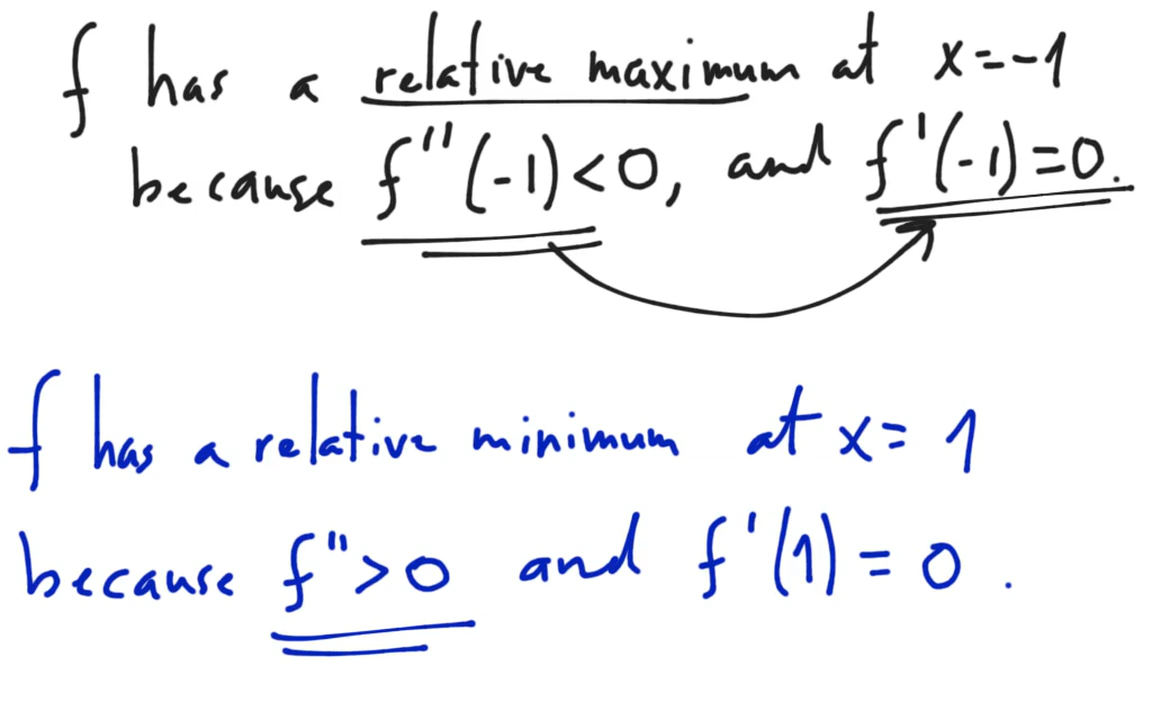 f has a relative maximum at x=-1
because f''(-1)<0, and f'(-1)=0.
f has a relative minimum at x=1
because f''>0 and f'(1)=0.